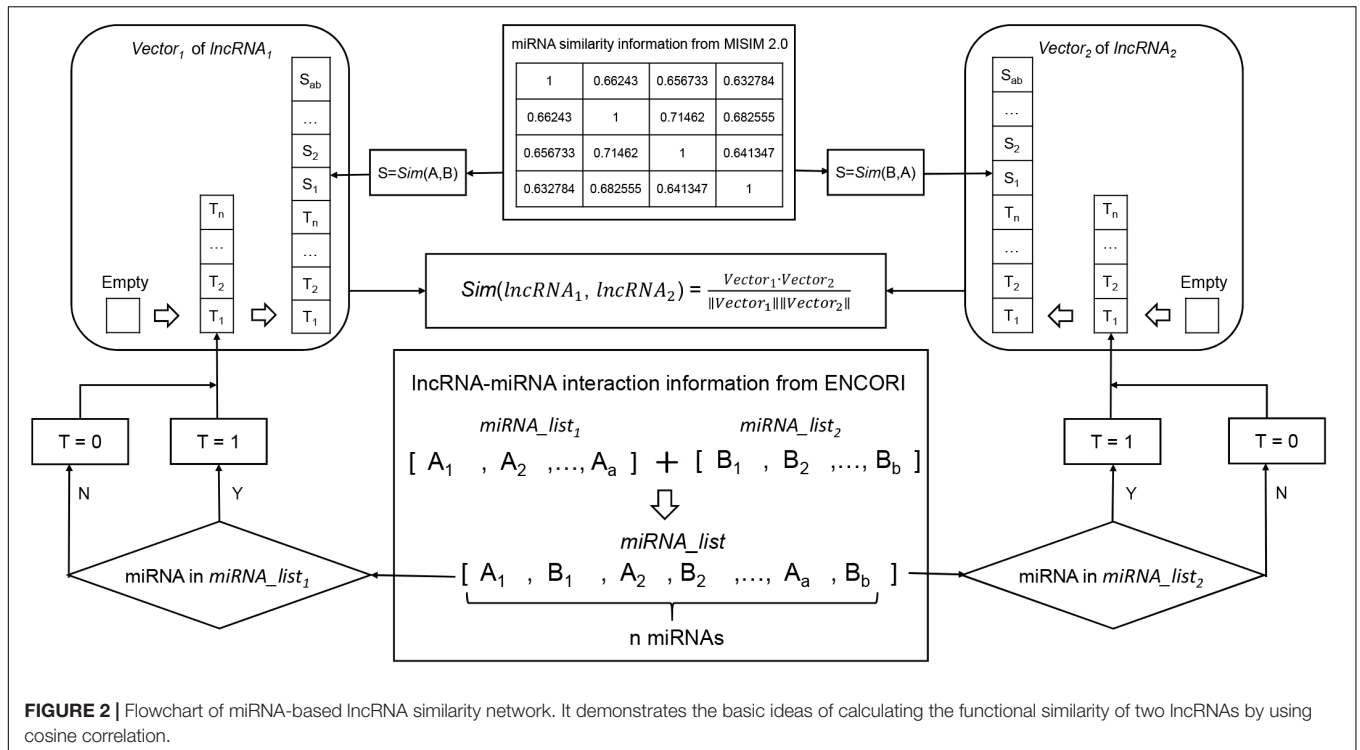 Vector₁ of lncRNA₁
S_ab
...
S₂
S₁
T_n
...
T₂
T₁
T_n
...
T₂
T₁
Empty
S=Sim(A,B)
miRNA similarity information from MISIM 2.0
1 0.66243 0.656733 0.632784
0.66243 1 0.71462 0.682555
0.656733 0.71462 1 0.641347
0.632784 0.682555 0.641347 1
S=Sim(B,A)
Vector₂ of lncRNA₂
S_ab
...
S₂
S₁
T_n
...
T₂
T₁
T_n
...
T₂
T₁
Empty
Sim(lncRNA₁, lncRNA₂) = Vector₁·Vector₂ / ‖Vector₁‖‖Vector₂‖
T = 0
T = 1
N
Y
miRNA in miRNA_list₁
lncRNA-miRNA interaction information from ENCORI
miRNA_list₁ miRNA_list₂
[ A₁ , A₂ ,..., A_a ] + [ B₁ , B₂ ,..., B_b ]
miRNA_list
[ A₁ , B₁ , A₂ , B₂ ,..., A_a , B_b ]
n miRNAs
T = 1
T = 0
Y
N
miRNA in miRNA_list₂
FIGURE 2 | Flowchart of miRNA-based lncRNA similarity network. It demonstrates the basic ideas of calculating the functional similarity of two lncRNAs by using
cosine correlation.